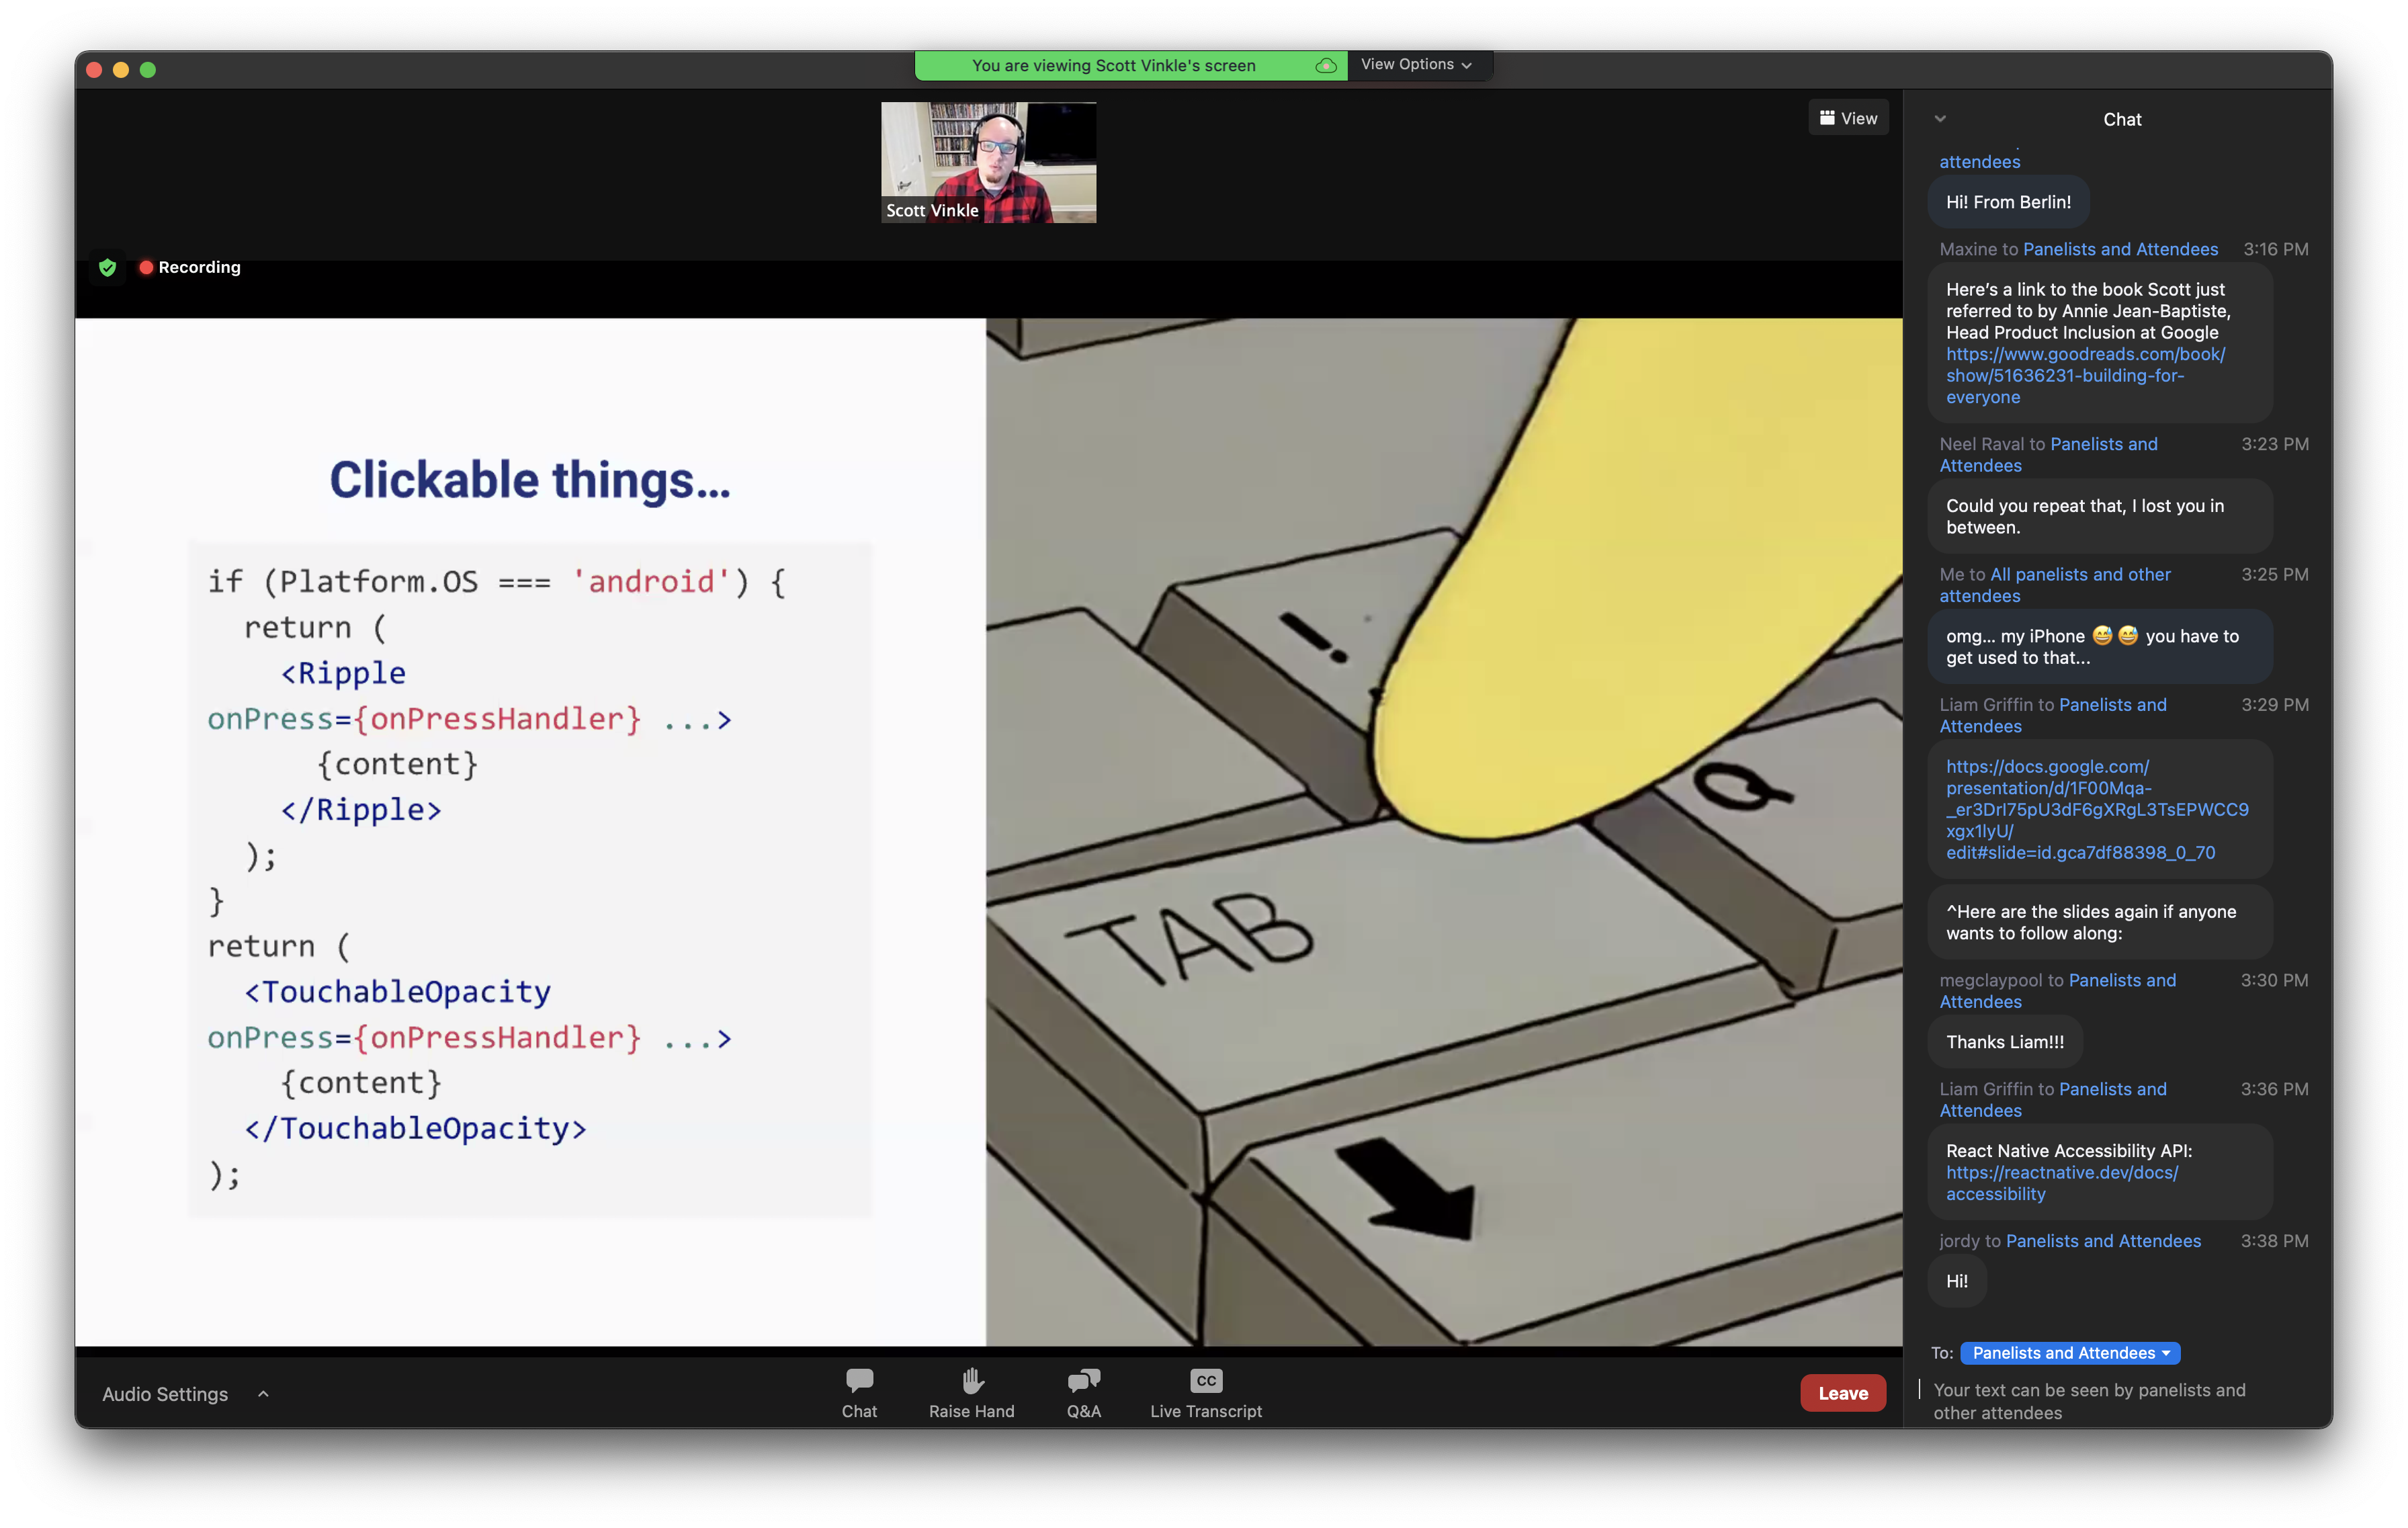 You are viewing Scott Vinkle's screen
View Options
View
Scott Vinkle
Recording
Clickable things...
if (Platform.OS === 'android') {
return (
<Ripple
onPress={onPressHandler} ...>
{content}
</Ripple>
);
}
return (
<TouchableOpacity
onPress={onPressHandler} ...>
{content}
</TouchableOpacity>
);
!
Q
TAB
Audio Settings
Chat
Raise Hand
Q&A
CC
Live Transcript
Leave
Chat
attendees
Hi! From Berlin!
Maxine to Panelists and Attendees 3:16 PM
Here's a link to the book Scott just
referred to by Annie Jean-Baptiste,
Head Product Inclusion at Google
https://www.goodreads.com/book/
show/51636231-building-for-
everyone
Neel Raval to Panelists and 3:23 PM
Attendees
Could you repeat that, I lost you in
between.
Me to All panelists and other 3:25 PM
attendees
omg... my iPhone 😅 😅 you have to
get used to that...
Liam Griffin to Panelists and 3:29 PM
Attendees
https://docs.google.com/
presentation/d/1F00Mqa-
_er3DrI75pU3dF6gXRgL3TsEPWCC9
xgx1lyU/
edit#slide=id.gca7df88398_0_70
^Here are the slides again if anyone
wants to follow along:
megclaypool to Panelists and 3:30 PM
Attendees
Thanks Liam!!!
Liam Griffin to Panelists and 3:36 PM
Attendees
React Native Accessibility API:
https://reactnative.dev/docs/
accessibility
jordy to Panelists and Attendees 3:38 PM
Hi!
To: Panelists and Attendees
Your text can be seen by panelists and
other attendees